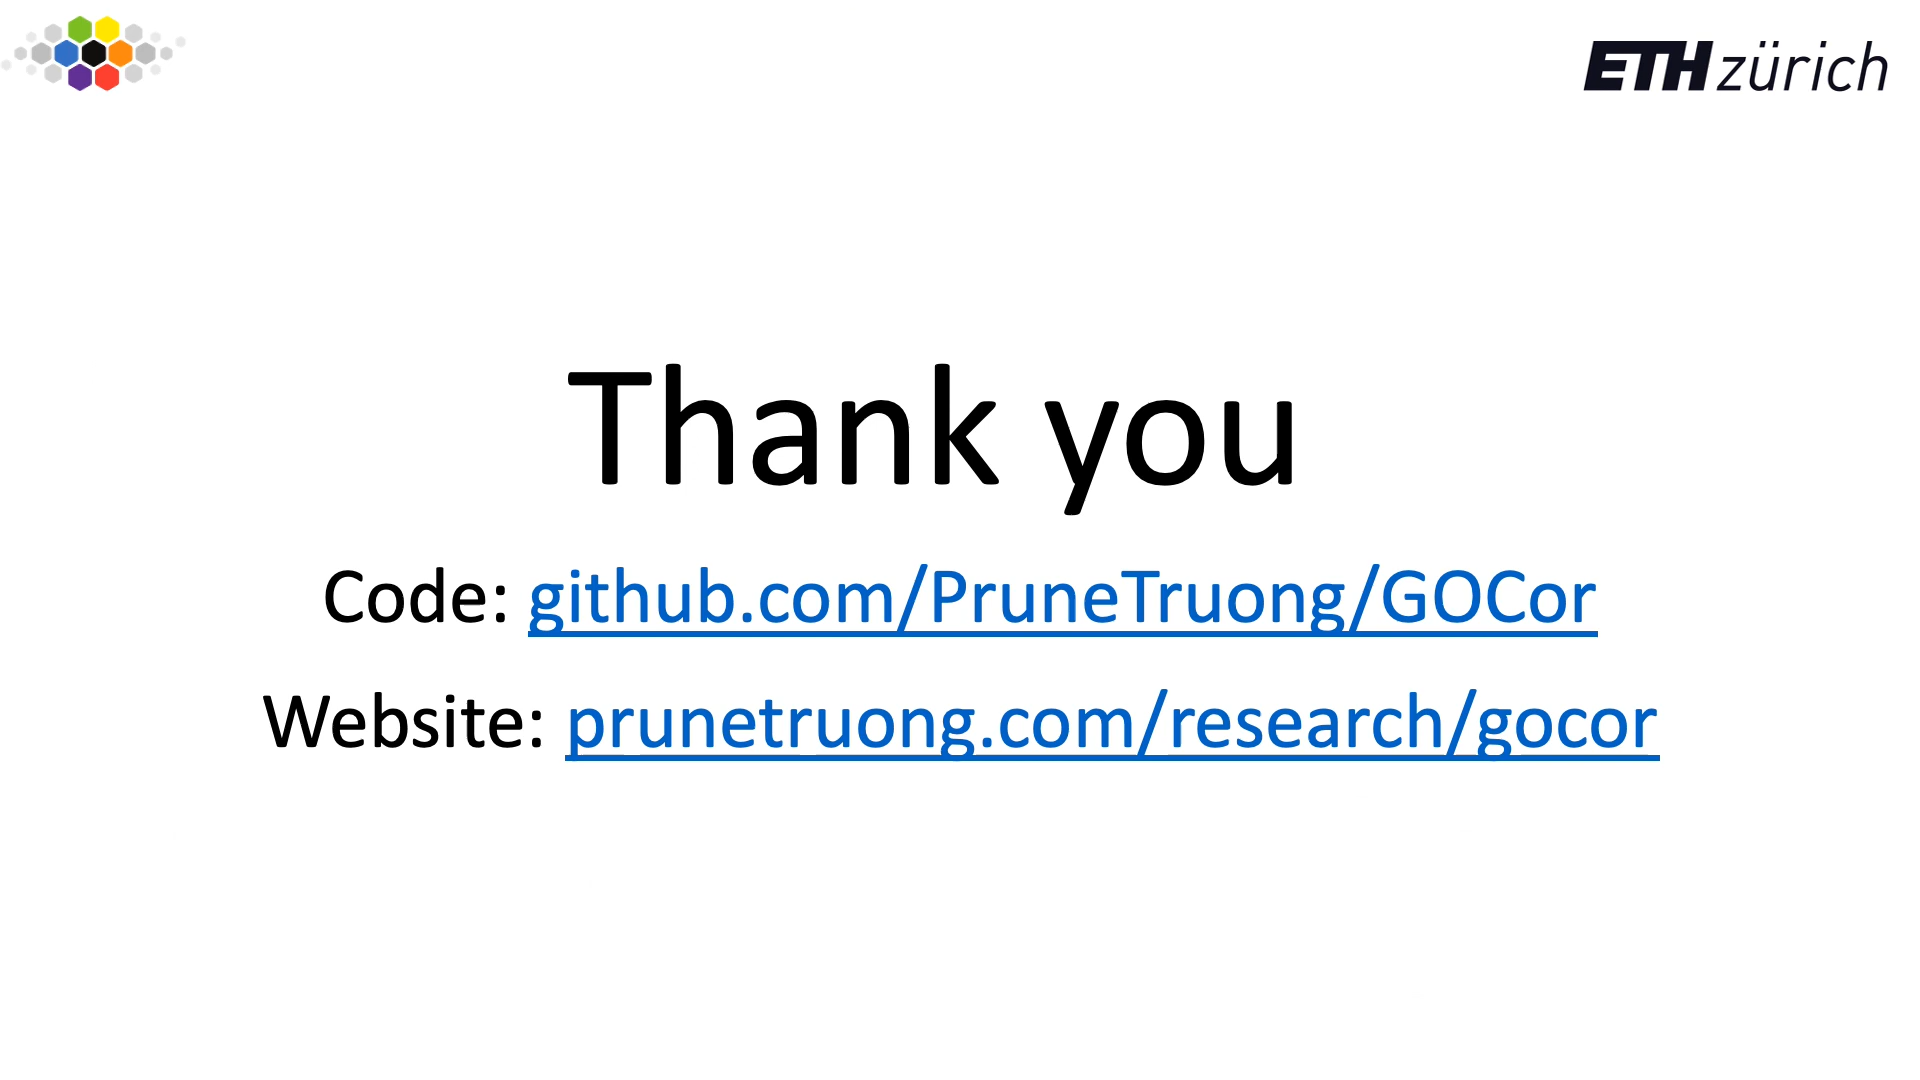 ETH zürich
Thank you
Code: github.com/PruneTruong/GOCor
Website: prunetruong.com/research/gocor